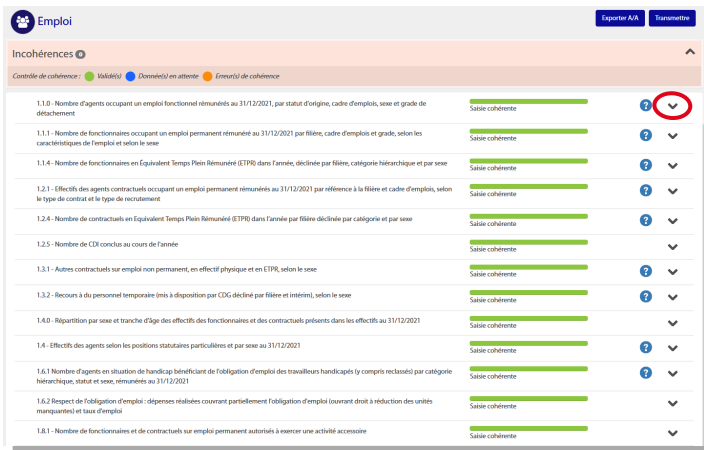 Emploi
Exporter A/A
Transmettre
Incohérences 0
Contrôle de cohérence : Validé(s) Donnée(s) en attente Erreur(s) de cohérence
1.1.0 - Nombre d'agents occupant un emploi fonctionnel rémunérés au 31/12/2021, par statut d'origine, cadre d'emplois, sexe et grade de
détachement
Saisie cohérente
?
1.1.1 - Nombre de fonctionnaires occupant un emploi permanent rémunéré au 31/12/2021 par filière, cadre d'emplois et grade, selon les
caractéristiques de l'emploi et selon le sexe
Saisie cohérente
?
1.1.4 - Nombre de fonctionnaires en Équivalent Temps Plein Rémunéré (ETPR) dans l'année, déclinée par filière, catégorie hiérarchique et par sexe
Saisie cohérente
?
1.2.1 - Effectifs des agents contractuels occupant un emploi permanent rémunérés au 31/12/2021 par référence à la filière et cadre d'emplois, selon
le type de contrat et le type de recrutement
Saisie cohérente
?
1.2.4 - Nombre de contractuels en Equivalent Temps Plein Rémunéré (ETPR) dans l'année par filière déclinée par catégorie et par sexe
Saisie cohérente
?
1.2.5 - Nombre de CDI conclus au cours de l'année
Saisie cohérente
1.3.1 - Autres contractuels sur emploi non permanent, en effectif physique et en ETPR, selon le sexe
Saisie cohérente
?
1.3.2 - Recours à du personnel temporaire (mis à disposition par CDG décliné par filière et intérim), selon le sexe
Saisie cohérente
?
1.4.0 - Répartition par sexe et tranche d'âge des effectifs des fonctionnaires et des contractuels présents dans les effectifs au 31/12/2021
Saisie cohérente
1.4 - Effectifs des agents selon les positions statutaires particulières et par sexe au 31/12/2021
Saisie cohérente
?
1.6.1 Nombre d'agents en situation de handicap bénéficiant de l'obligation d'emploi des travailleurs handicapés (y compris reclassés) par catégorie
hiérarchique, statut et sexe, rémunérés au 31/12/2021
Saisie cohérente
?
1.6.2 Respect de l'obligation d'emploi : dépenses réalisées couvrant partiellement l'obligation d'emploi (ouvrant droit à réduction des unités
manquantes) et taux d'emploi
Saisie cohérente
1.8.1 - Nombre de fonctionnaires et de contractuels sur emploi permanent autorisés à exercer une activité accessoire
Saisie cohérente